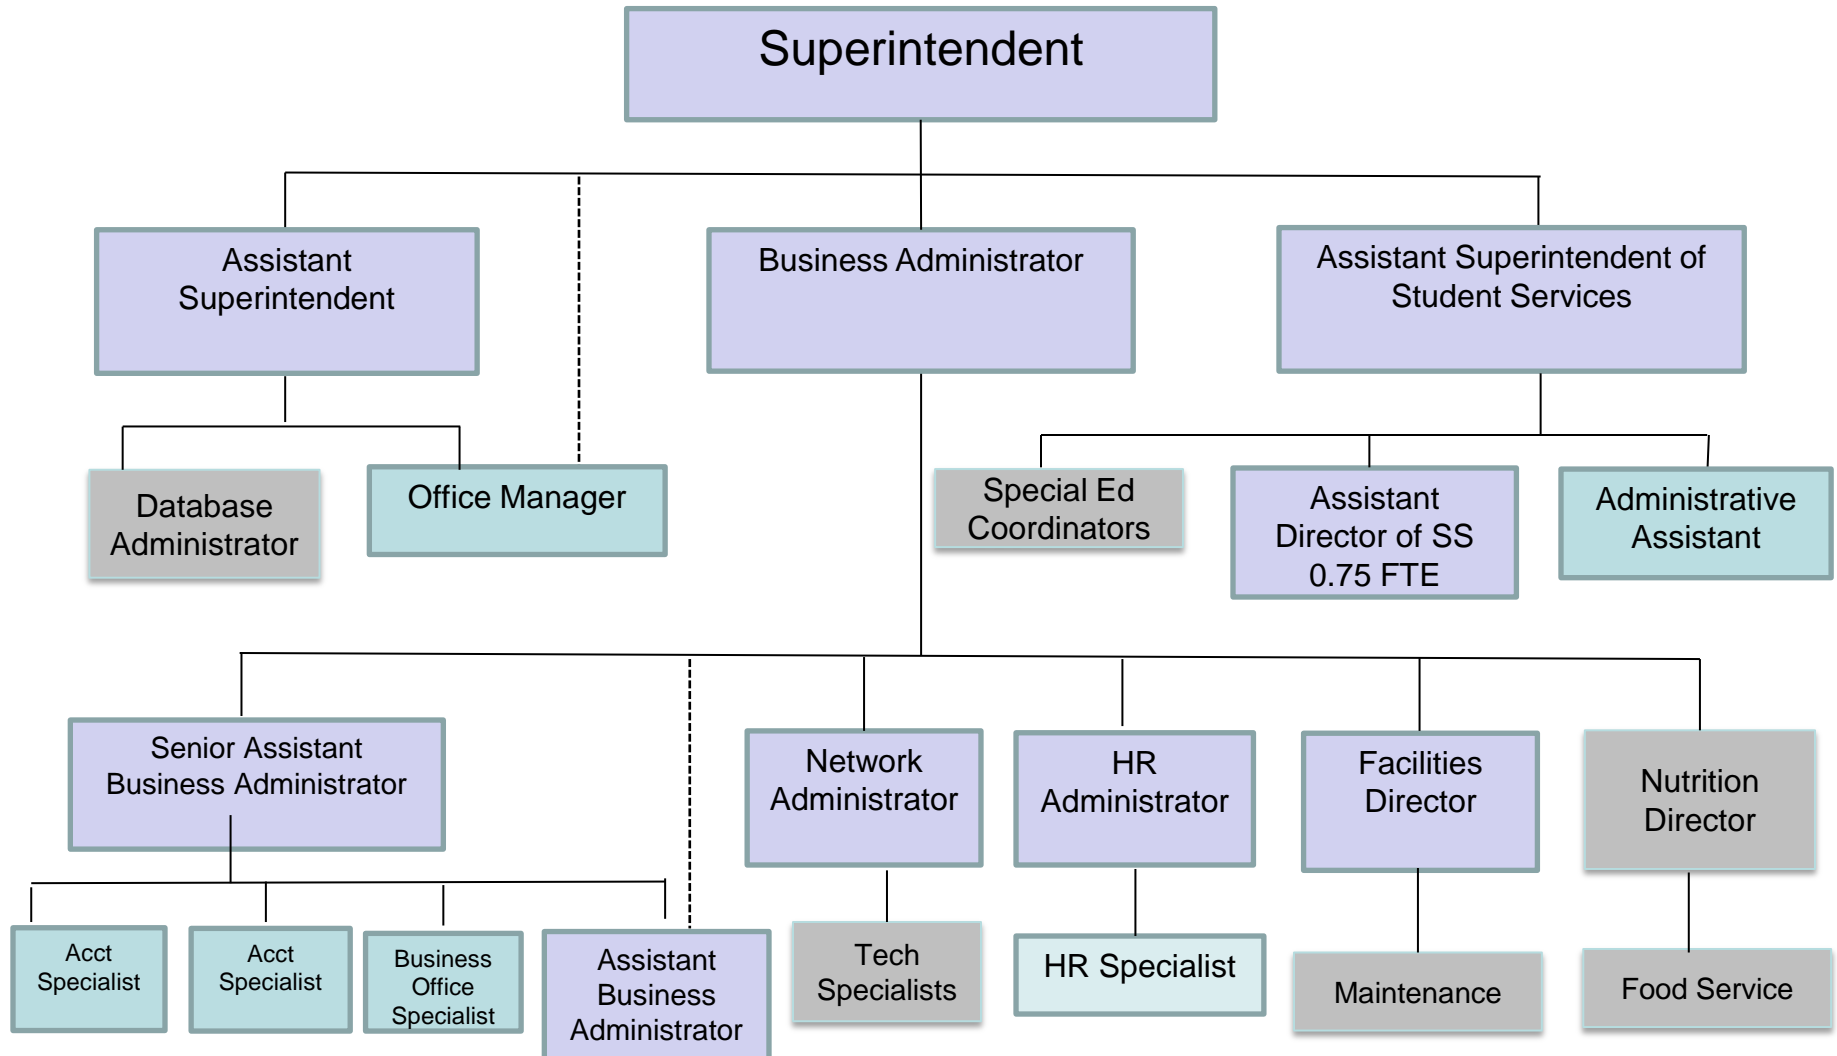 Superintendent
Assistant
Superintendent
Business Administrator
Assistant Superintendent of
Student Services
Database
Administrator
Office Manager
Special Ed
Coordinators
Assistant
Director of SS
0.75 FTE
Administrative
Assistant
Senior Assistant
Business Administrator
Network
Administrator
HR
Administrator
Facilities
Director
Nutrition
Director
Acct
Specialist
Acct
Specialist
Business
Office
Specialist
Assistant
Business
Administrator
Tech
Specialists
HR Specialist
Maintenance
Food Service